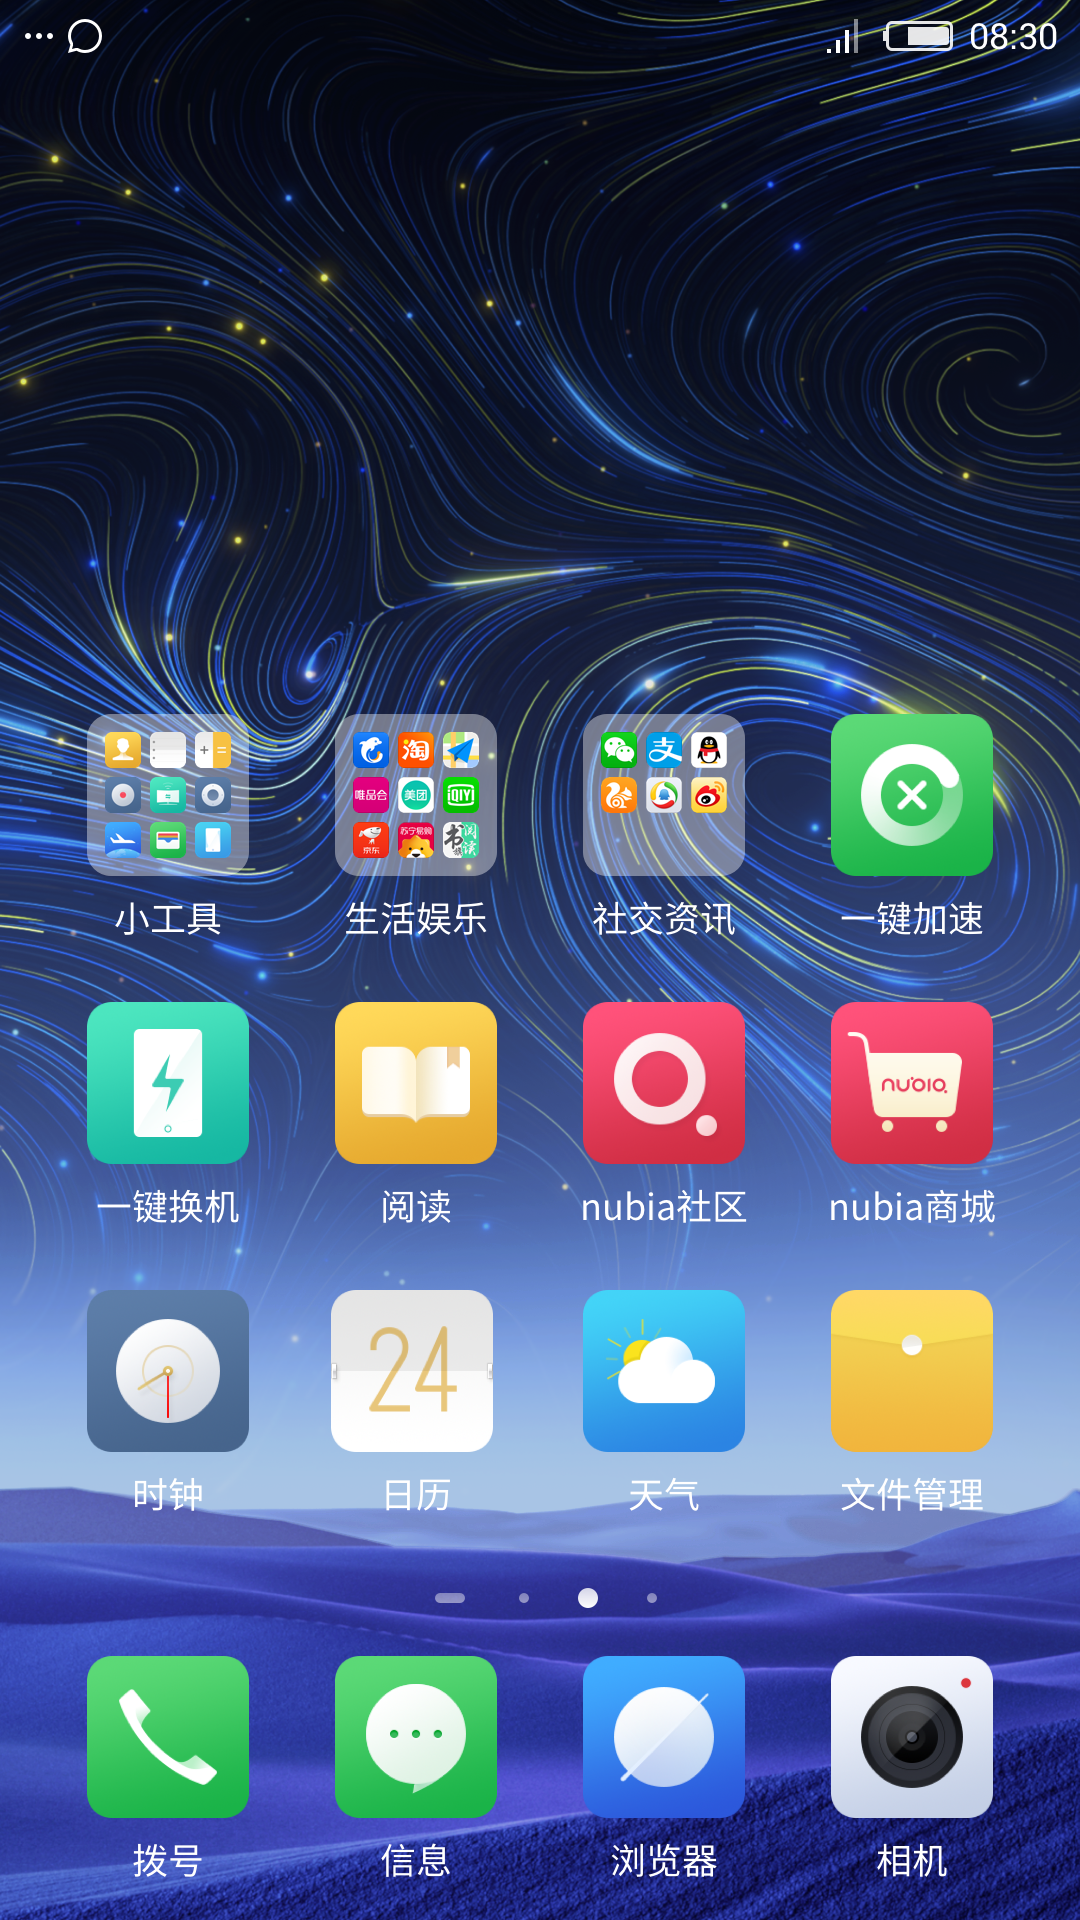 08:30
淘 支
唯品会 美团 QIY
京东 苏宁易购 书旗 阅读
小工具 生活娱乐 社交资讯 一键加速
nubia
一键换机 阅读 nubia社区 nubia商城
24
时钟 日历 天气 文件管理
拨号 信息 浏览器 相机